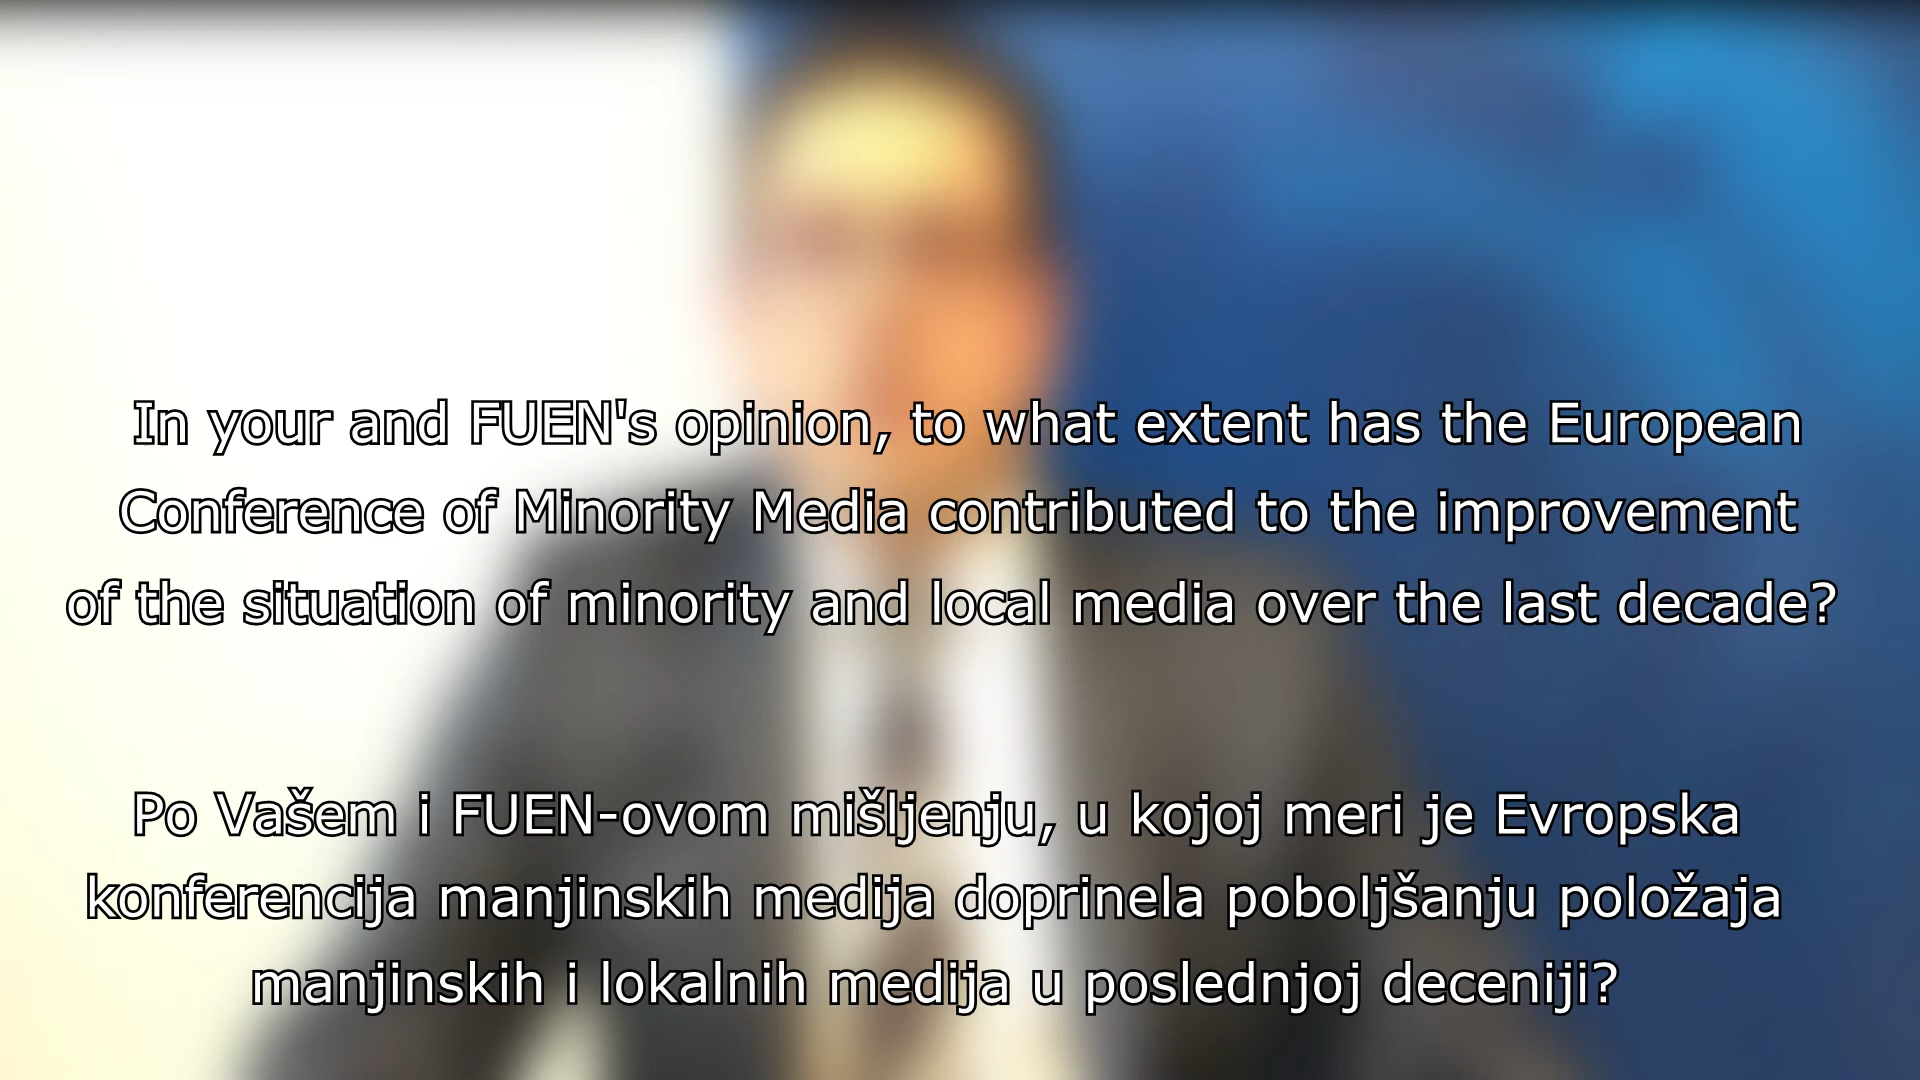 In your and FUEN's opinion, to what extent has the European
Conference of Minority Media contributed to the improvement
of the situation of minority and local media over the last decade?
Po Vašem i FUEN-ovom mišljenju, u kojoj meri je Evropska
konferencija manjinskih medija doprinela poboljšanju položaja
manjinskih i lokalnih medija u poslednjoj deceniji?